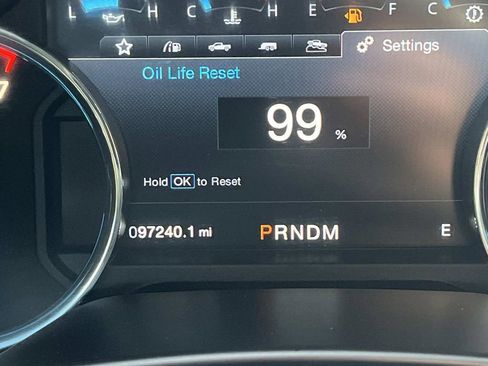 L H C H E F C
Settings
Oil Life Reset
99 %
Hold OK to Reset
097240.1 mi PRNDM E